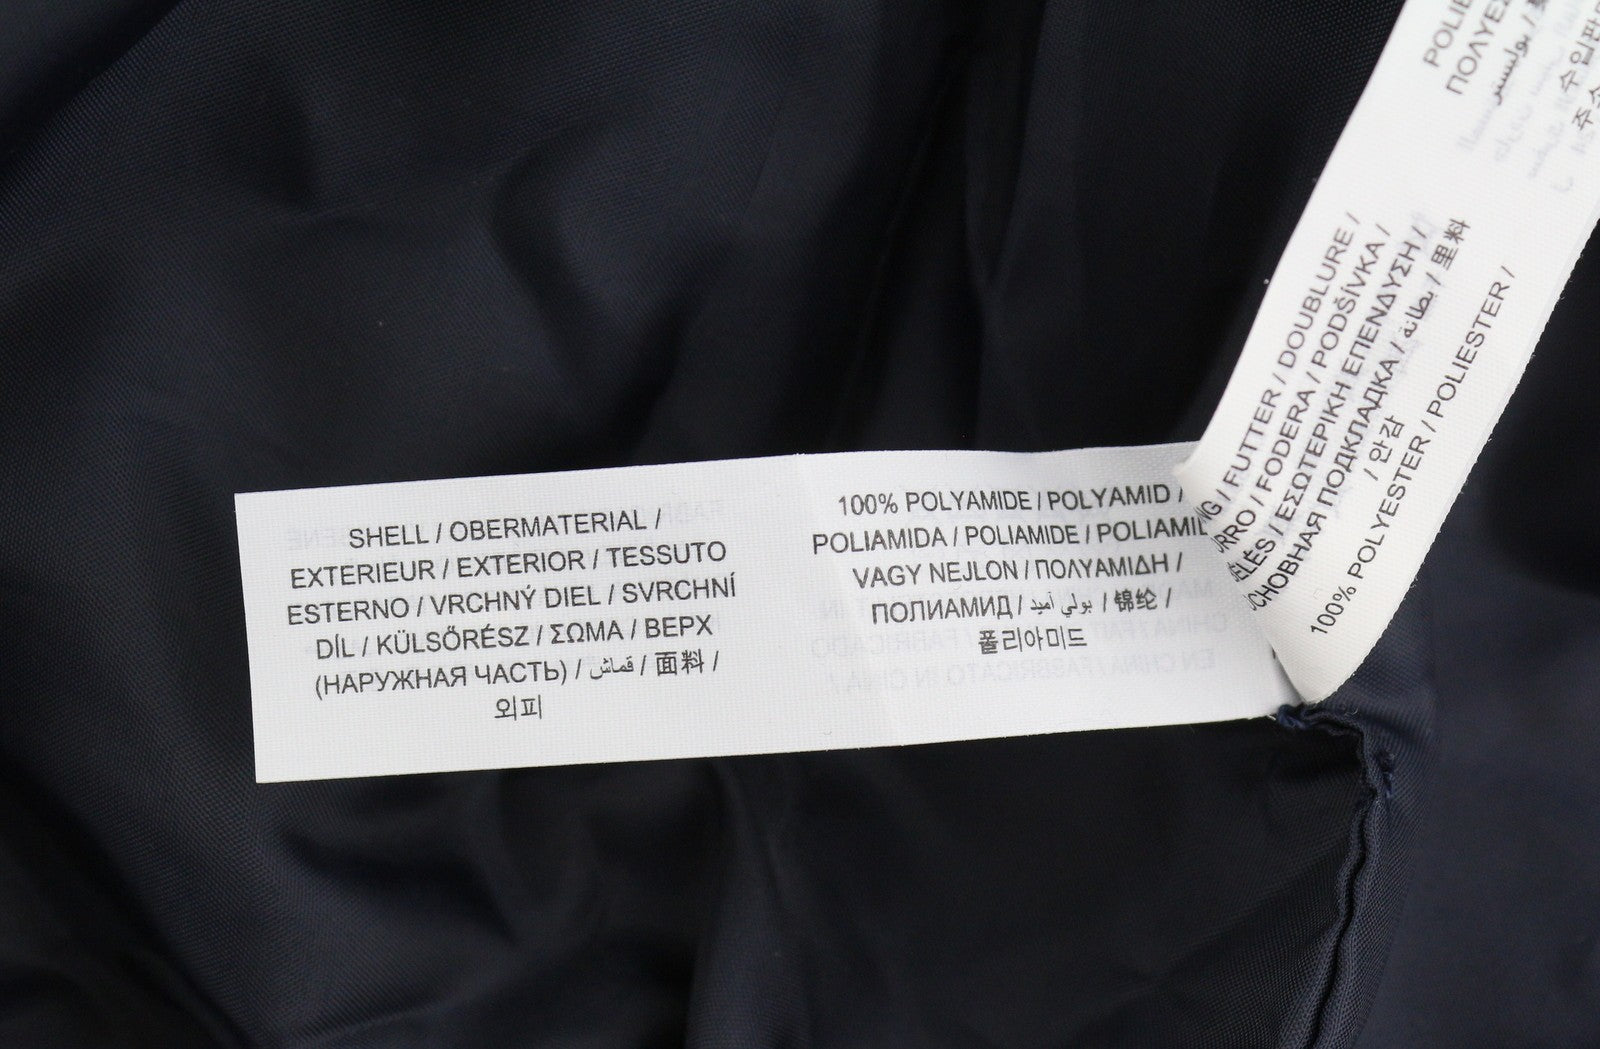 SHELL / OBERMATERIAL /
EXTERIEUR / EXTERIOR / TESSUTO
ESTERNO / VRCHNÝ DIEL / SVRCHNÍ
DÍL / KÜLSŐRÉSZ / ΣΩΜΑ / ВЕРХ
(НАРУЖНАЯ ЧАСТЬ) / قماش / 面料 /
외피
100% POLYAMIDE / POLYAMID /
POLIAMIDA / POLIAMIDE / POLIAMID
VAGY NEJLON / ΠΟΛΥΑΜΙΔΗ /
ПОЛИАМИД / بولي أميد / 锦纶 /
폴리아미드
/ FUTTER / DOUBLURE /
/ FODERA / PODŠÍVKA /
/ ΕΣΩΤΕΡΙΚΗ ΕΠΕΝΔΥΣΗ /
ПОДКЛАДКА / بطانة / 里料
/ 안감
100% POLYESTER / POLIESTER /